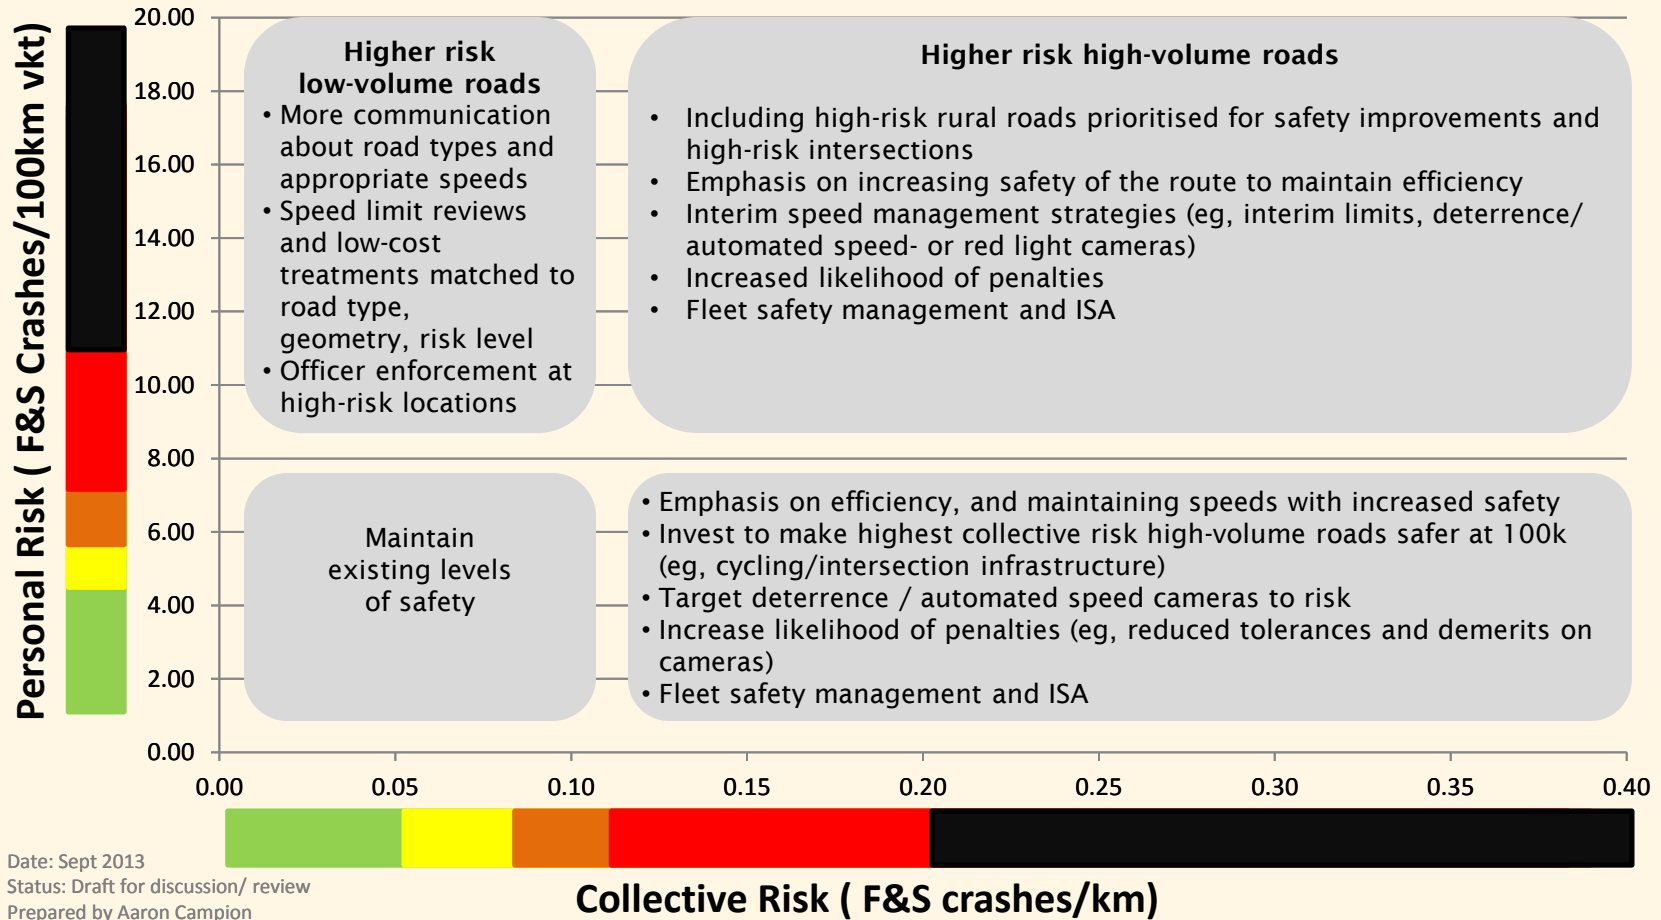 Personal Risk ( F&S Crashes/100km vkt)
20.00
18.00
16.00
14.00
12.00
10.00
8.00
6.00
4.00
2.00
0.00
Higher risk
low-volume roads
• More communication
about road types and
appropriate speeds
• Speed limit reviews
and low-cost
treatments matched to
road type,
geometry, risk level
• Officer enforcement at
high-risk locations
Higher risk high-volume roads
• Including high-risk rural roads prioritised for safety improvements and
high-risk intersections
• Emphasis on increasing safety of the route to maintain efficiency
• Interim speed management strategies (eg, interim limits, deterrence/
automated speed- or red light cameras)
• Increased likelihood of penalties
• Fleet safety management and ISA
Maintain
existing levels
of safety
• Emphasis on efficiency, and maintaining speeds with increased safety
• Invest to make highest collective risk high-volume roads safer at 100k
(eg, cycling/intersection infrastructure)
• Target deterrence / automated speed cameras to risk
• Increase likelihood of penalties (eg, reduced tolerances and demerits on
cameras)
• Fleet safety management and ISA
0.00 0.05 0.10 0.15 0.20 0.25 0.30 0.35 0.40
Collective Risk ( F&S crashes/km)
Date: Sept 2013
Status: Draft for discussion/ review
Prepared by Aaron Campion